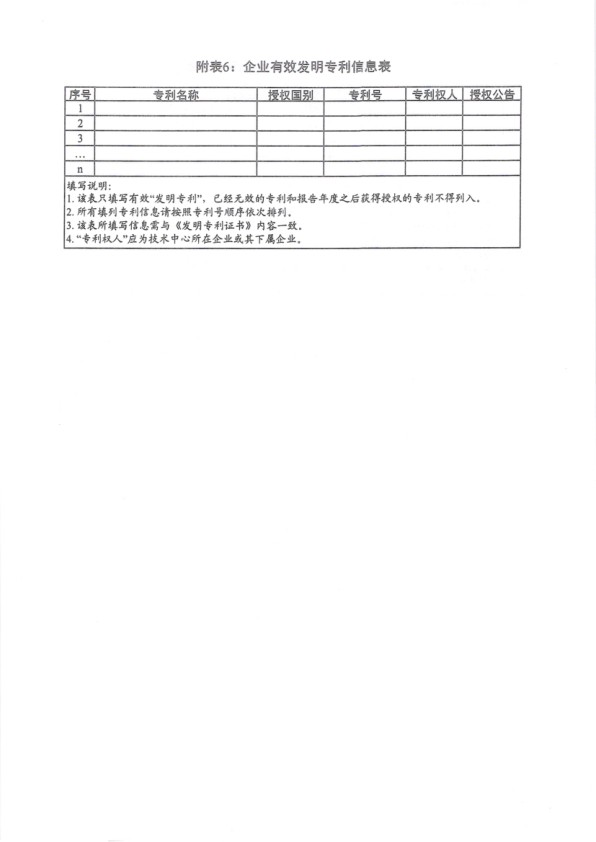 附表6：企业有效发明专利信息表
序号 专利名称 授权国别 专利号 专利权人 授权公告
1
2
3
…
n
填写说明：
1. 该表只填写有效“发明专利”，已经无效的专利和报告年度之后获得授权的专利不得列入。
2. 所有填列专利信息请按照专利号顺序依次排列。
3. 该表所填写信息需与《发明专利证书》内容一致。
4. “专利权人”应为技术中心所在企业或其下属企业。